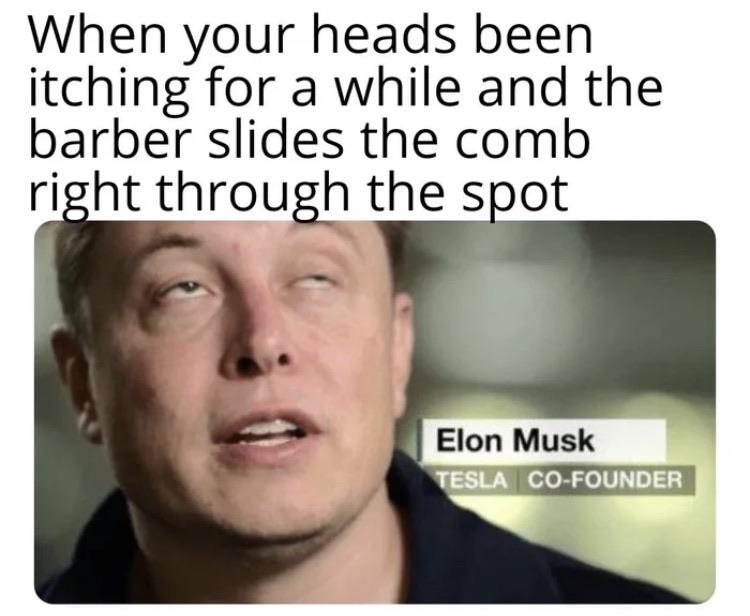 When your heads been
itching for a while and the
barber slides the comb
right through the spot
Elon Musk
TESLA CO-FOUNDER